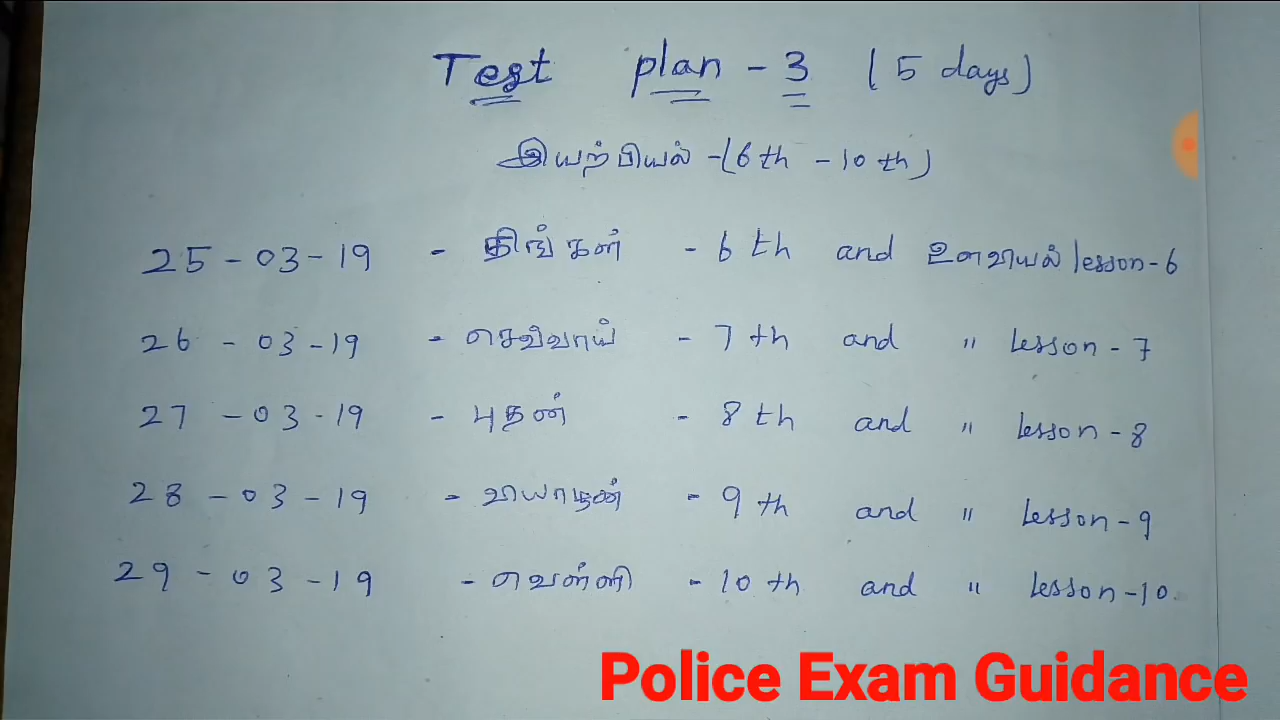 Test plan - 3 (5 days)
இயற்பியல் - (6th - 10th)
25-03-19 - திங்கள் - 6th and உளவியல் lesson-6
26-03-19 - செவ்வாய் - 7th and " lesson-7
27-03-19 - புதன் - 8th and " lesson-8
28-03-19 - வியாழன் - 9th and " lesson-9
29-03-19 - வெள்ளி - 10th and " lesson-10.
Police Exam Guidance